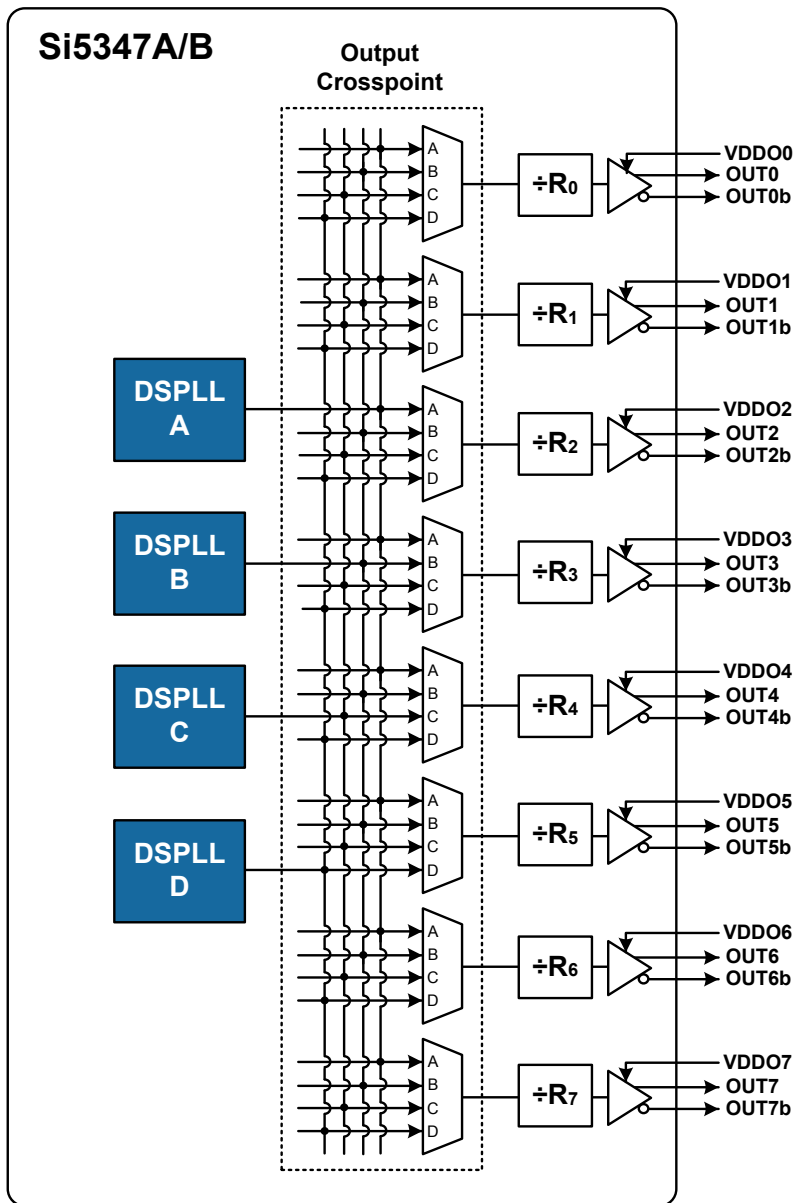 Si5347A/B
Output
Crosspoint
A
B
C
D
÷R0
VDDO0
OUT0
OUT0b
A
B
C
D
÷R1
VDDO1
OUT1
OUT1b
DSPLL
A
A
B
C
D
÷R2
VDDO2
OUT2
OUT2b
DSPLL
B
A
B
C
D
÷R3
VDDO3
OUT3
OUT3b
DSPLL
C
A
B
C
D
÷R4
VDDO4
OUT4
OUT4b
DSPLL
D
A
B
C
D
÷R5
VDDO5
OUT5
OUT5b
A
B
C
D
÷R6
VDDO6
OUT6
OUT6b
A
B
C
D
÷R7
VDDO7
OUT7
OUT7b